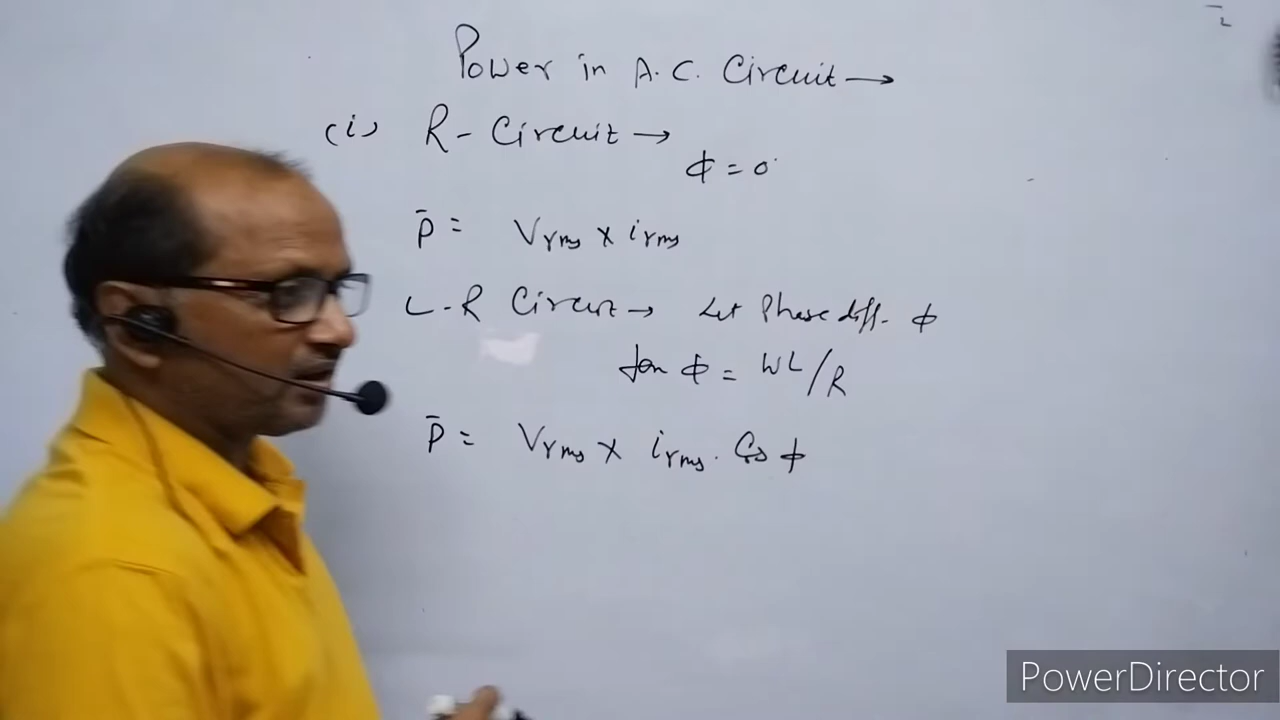 Power in A.C. Circuit →
(i) R - Circuit →
ϕ = 0
P̄ = Vrms x irms
L-R Circuit → Let Phase diff. ϕ
tan ϕ = WL/R
P̄ = Vrms x irms. Cos ϕ
PowerDirector